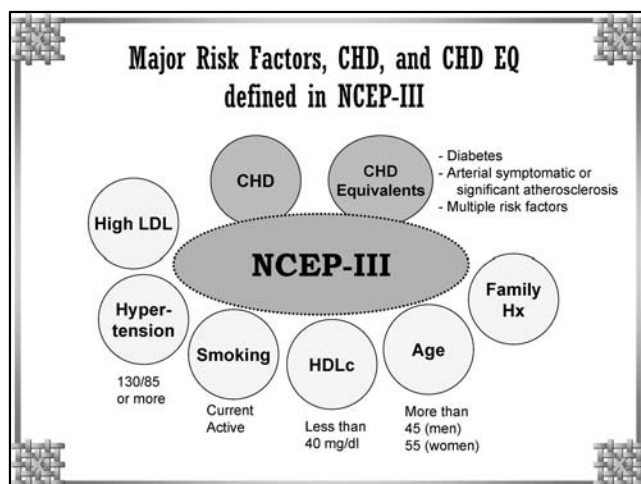 Major Risk Factors, CHD, and CHD EQ
defined in NCEP-III
CHD
CHD
Equivalents
- Diabetes
- Arterial symptomatic or
significant atherosclerosis
- Multiple risk factors
High LDL
NCEP-III
Family
Hx
Hyper-
tension
130/85
or more
Smoking
Current
Active
HDLc
Less than
40 mg/dl
Age
More than
45 (men)
55 (women)